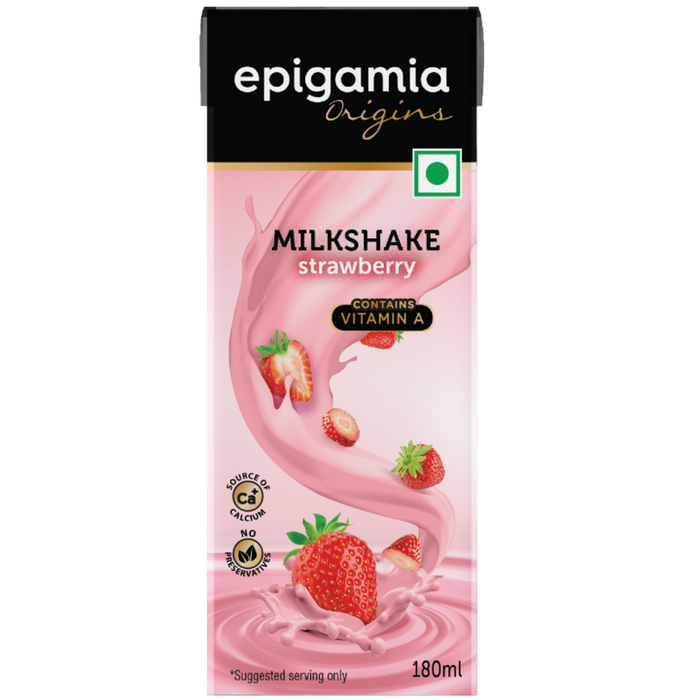 epigamia
Origins
MILKSHAKE
strawberry
CONTAINS
VITAMIN A
SOURCE OF
Ca+
CALCIUM
NO
PRESERVATIVES
*Suggested serving only
180ml